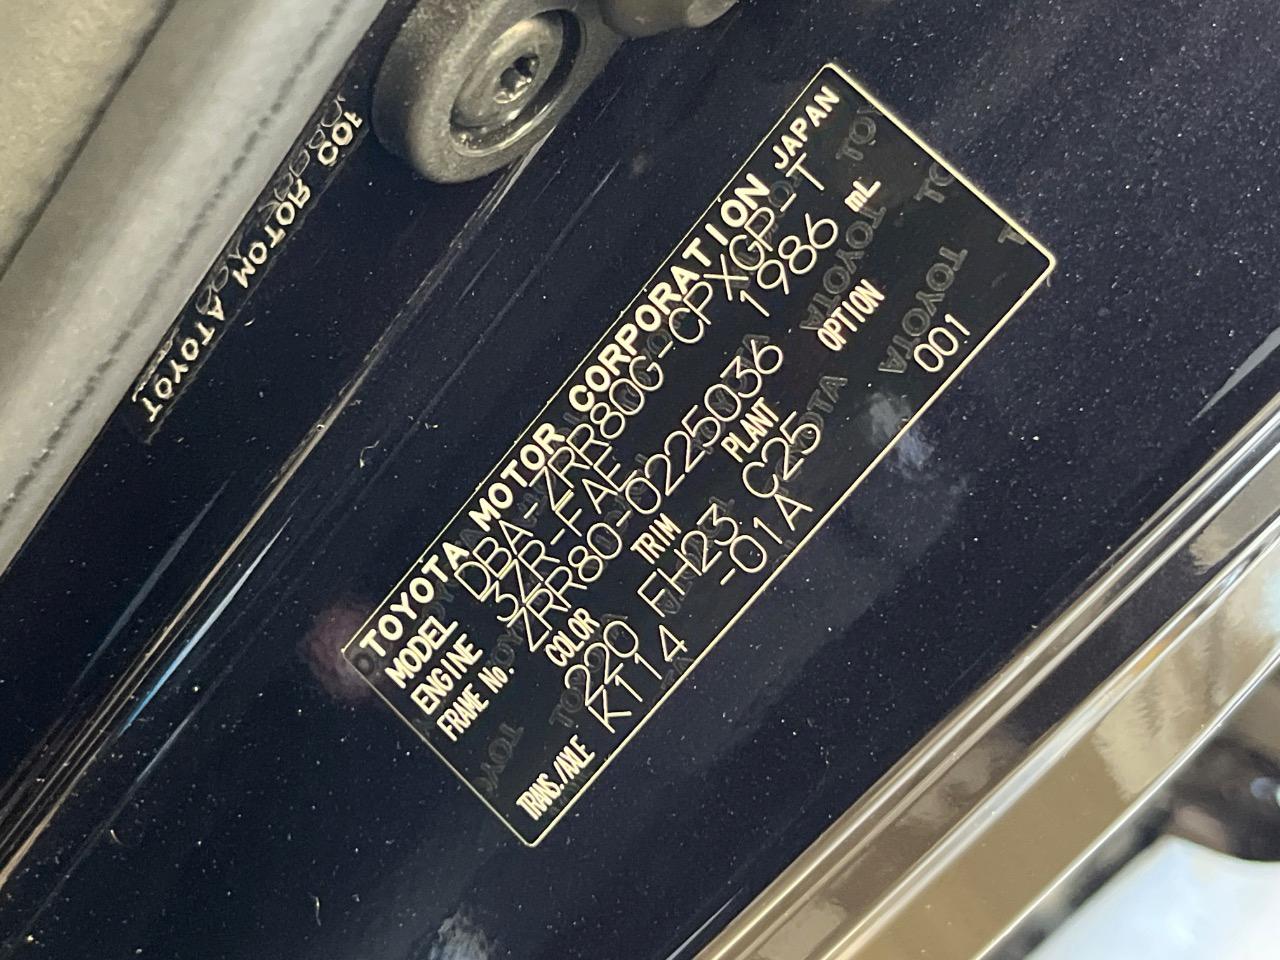 TOYOTA MOTOR CORPORATION JAPAN
MODEL DBA-ZRR80G-CPXGP-T
ENGINE 3ZR-FAE 1986 mL
FRAME No. ZRR80-0225036
COLOR TRIM PLANT OPTION
220 FH23 C25 001
TRANS./AXLE K114 -01A
TOYOTA MOTOR